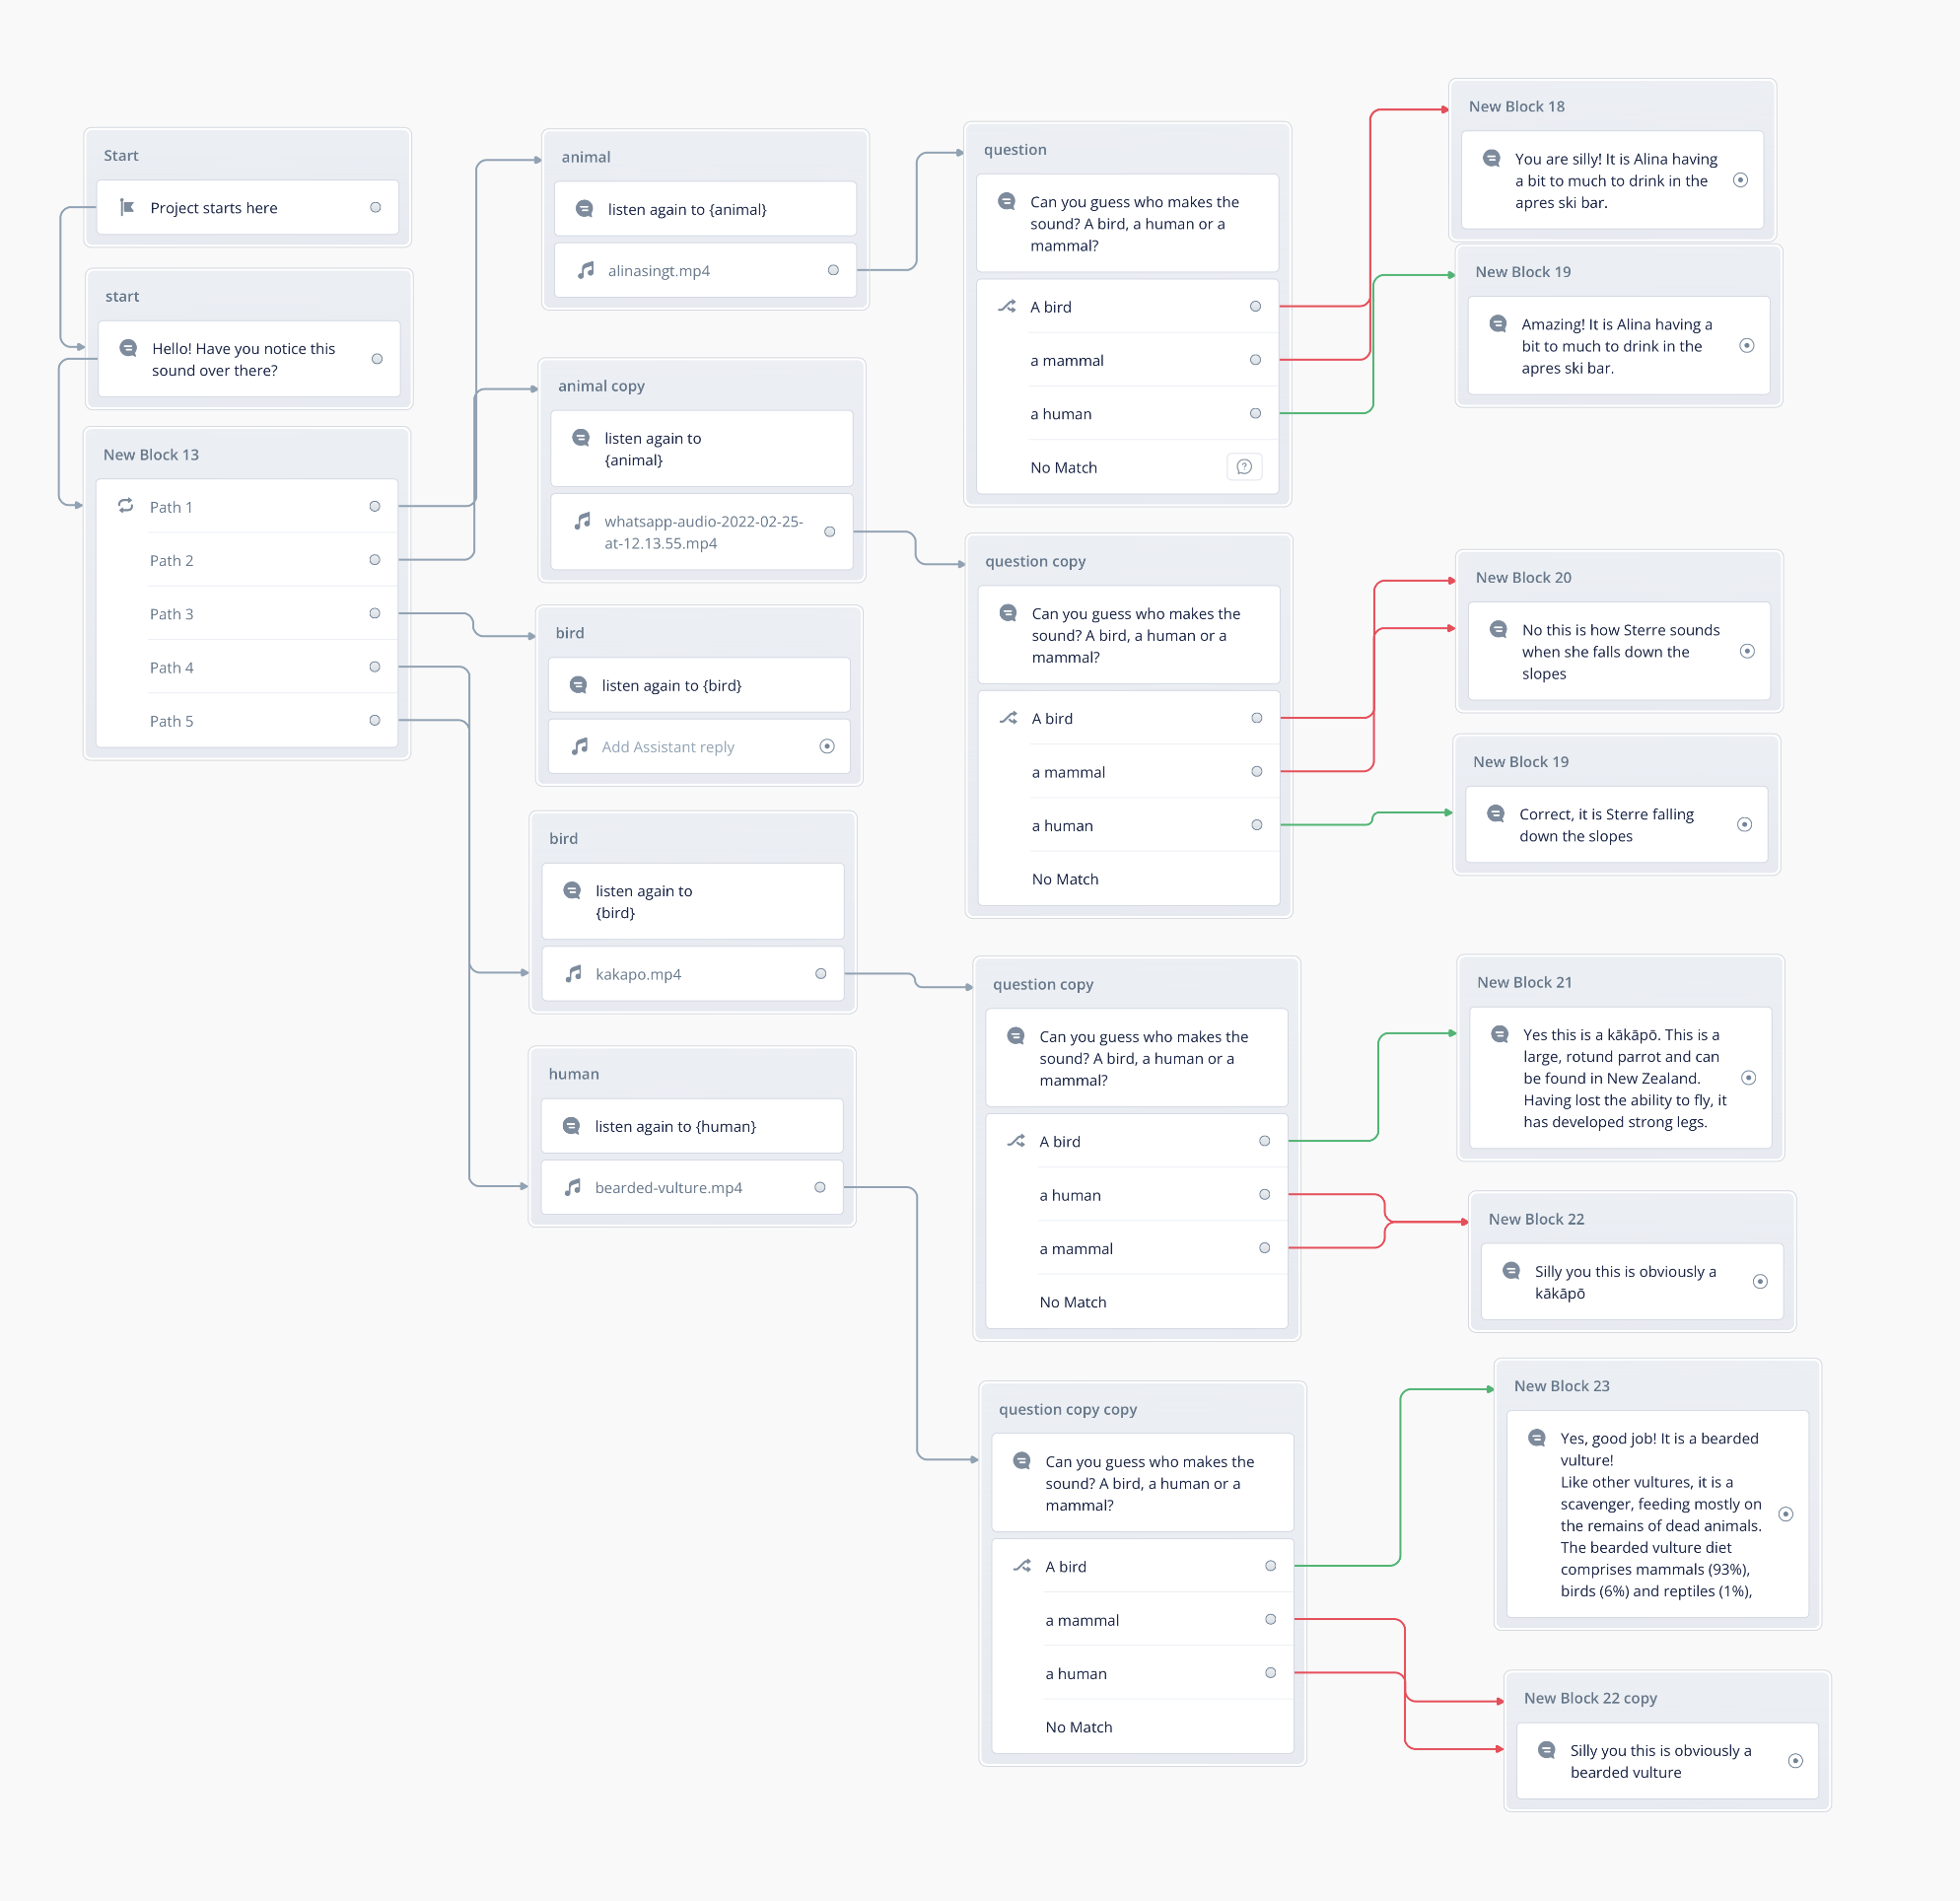 Start
Project starts here
start
Hello! Have you notice this
sound over there?
New Block 13
Path 1
Path 2
Path 3
Path 4
Path 5
animal
listen again to {animal}
alinasingt.mp4
animal copy
listen again to
{animal}
whatsapp-audio-2022-02-25-
at-12.13.55.mp4
bird
listen again to {bird}
Add Assistant reply
bird
listen again to
{bird}
kakapo.mp4
human
listen again to {human}
bearded-vulture.mp4
question
Can you guess who makes the
sound? A bird, a human or a
mammal?
A bird
a mammal
a human
No Match
question copy
Can you guess who makes the
sound? A bird, a human or a
mammal?
A bird
a mammal
a human
No Match
question copy
Can you guess who makes the
sound? A bird, a human or a
mammal?
A bird
a human
a mammal
No Match
question copy copy
Can you guess who makes the
sound? A bird, a human or a
mammal?
A bird
a mammal
a human
No Match
New Block 18
You are silly! It is Alina having
a bit to much to drink in the
apres ski bar.
New Block 19
Amazing! It is Alina having a
bit to much to drink in the
apres ski bar.
New Block 20
No this is how Sterre sounds
when she falls down the
slopes
New Block 19
Correct, it is Sterre falling
down the slopes
New Block 21
Yes this is a kākāpō. This is a
large, rotund parrot and can
be found in New Zealand.
Having lost the ability to fly, it
has developed strong legs.
New Block 22
Silly you this is obviously a
kākāpō
New Block 23
Yes, good job! It is a bearded
vulture!
Like other vultures, it is a
scavenger, feeding mostly on
the remains of dead animals.
The bearded vulture diet
comprises mammals (93%),
birds (6%) and reptiles (1%),
New Block 22 copy
Silly you this is obviously a
bearded vulture